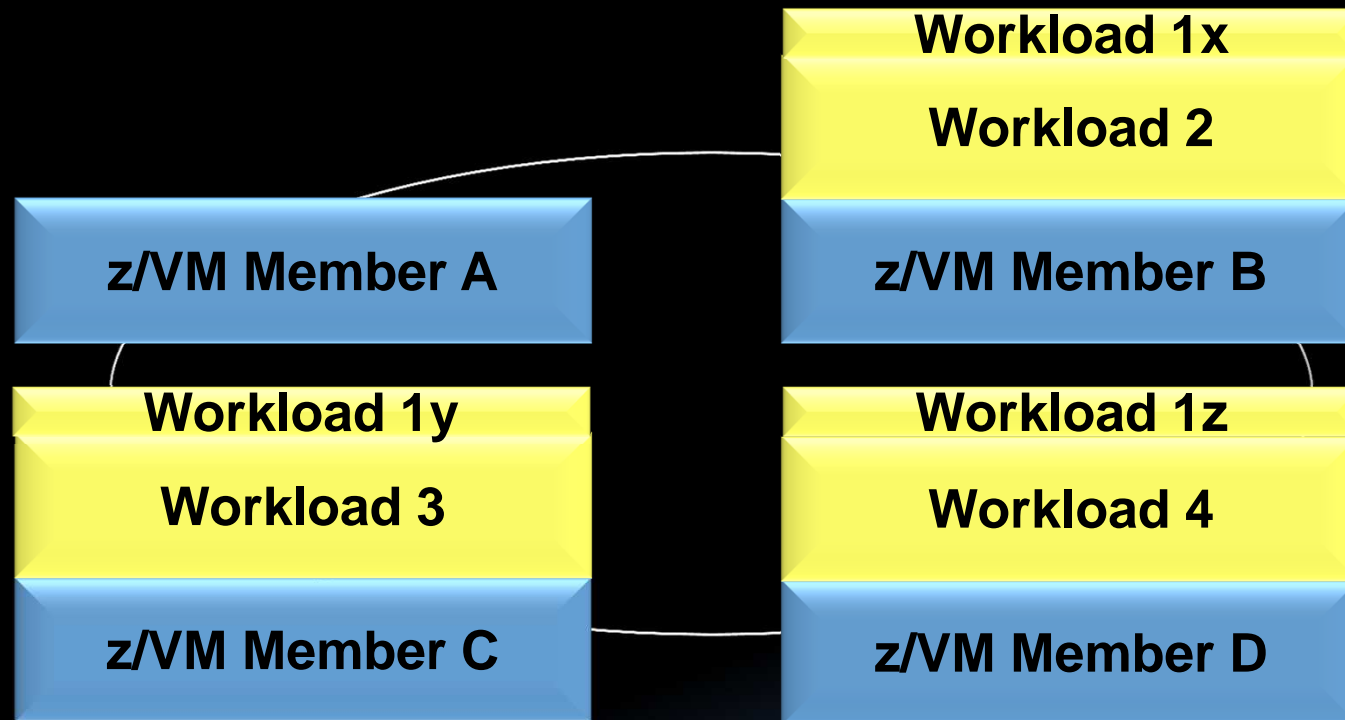 Workload 1x
Workload 2
z/VM Member A
z/VM Member B
Workload 1y
Workload 1z
Workload 3
Workload 4
z/VM Member C
z/VM Member D